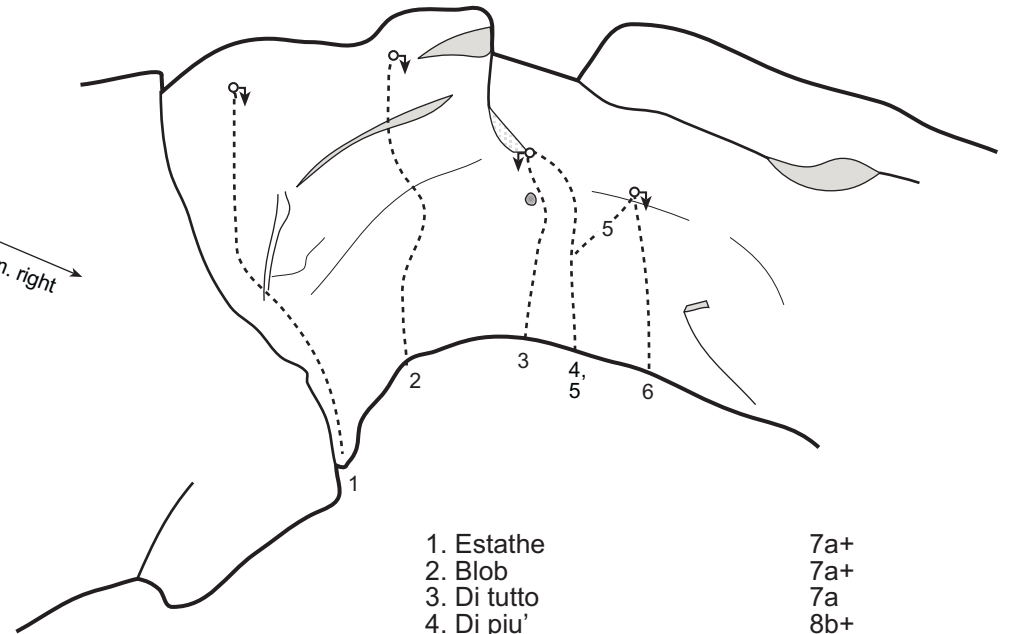 right
5
3
4,
5
2
6
1
1. Estathe 7a+
2. Blob 7a+
3. Di tutto 7a
4. Di piu' 8b+